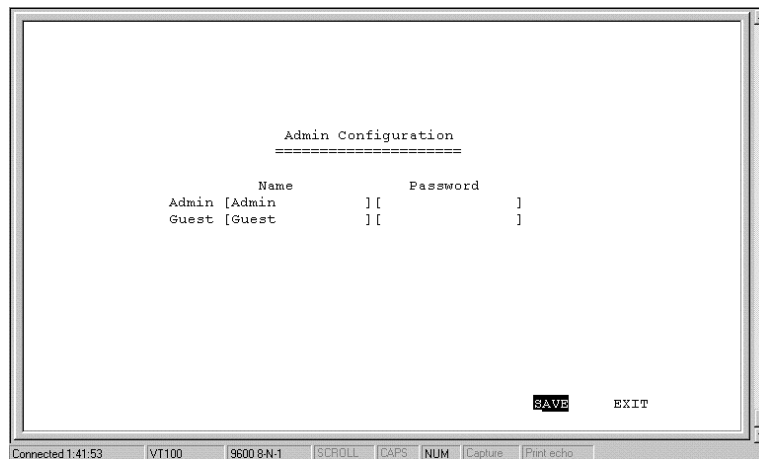 Admin Configuration
=====================
Name Password
Admin [Admin ][ ]
Guest [Guest ][ ]
SAVE EXIT
Connected 1:41:53 VT100 9600 8-N-1 SCROLL CAPS NUM Capture Print echo